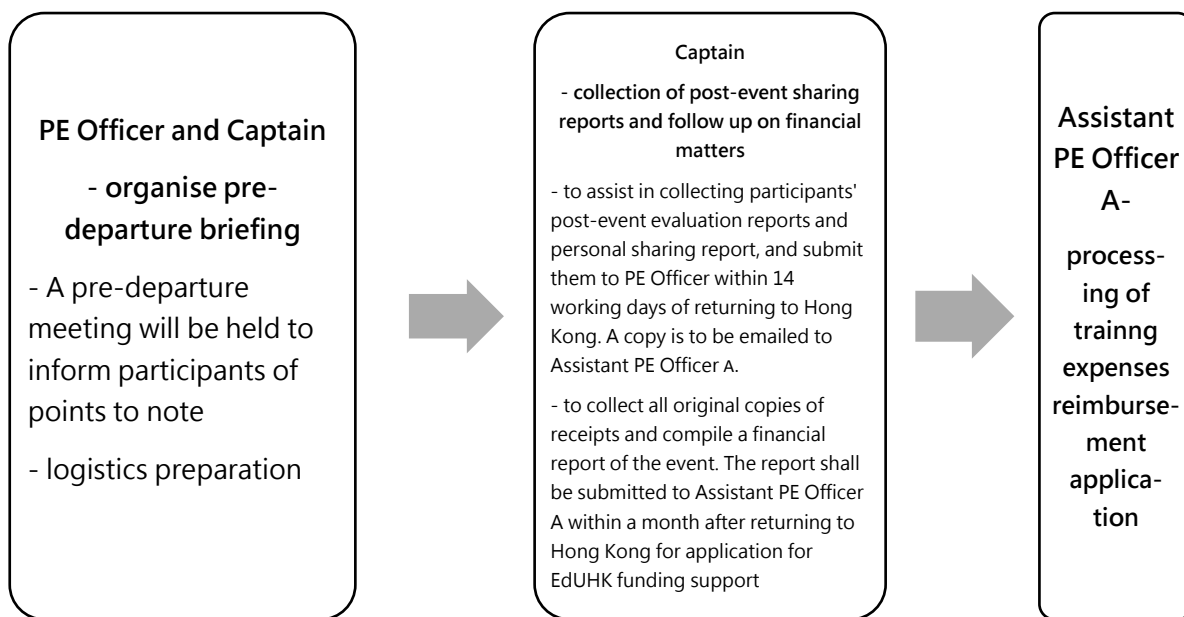 PE Officer and Captain
- organise pre-
departure briefing
- A pre-departure
meeting will be held to
inform participants of
points to note
- logistics preparation
Captain
- collection of post-event sharing
reports and follow up on financial
matters
- to assist in collecting participants'
post-event evaluation reports and
personal sharing report, and submit
them to PE Officer within 14
working days of returning to Hong
Kong. A copy is to be emailed to
Assistant PE Officer A.
- to collect all original copies of
receipts and compile a financial
report of the event. The report shall
be submitted to Assistant PE Officer
A within a month after returning to
Hong Kong for application for
EdUHK funding support
Assistant
PE Officer
A-
process-
ing of
trainng
expenses
reimburse-
ment
applica-
tion